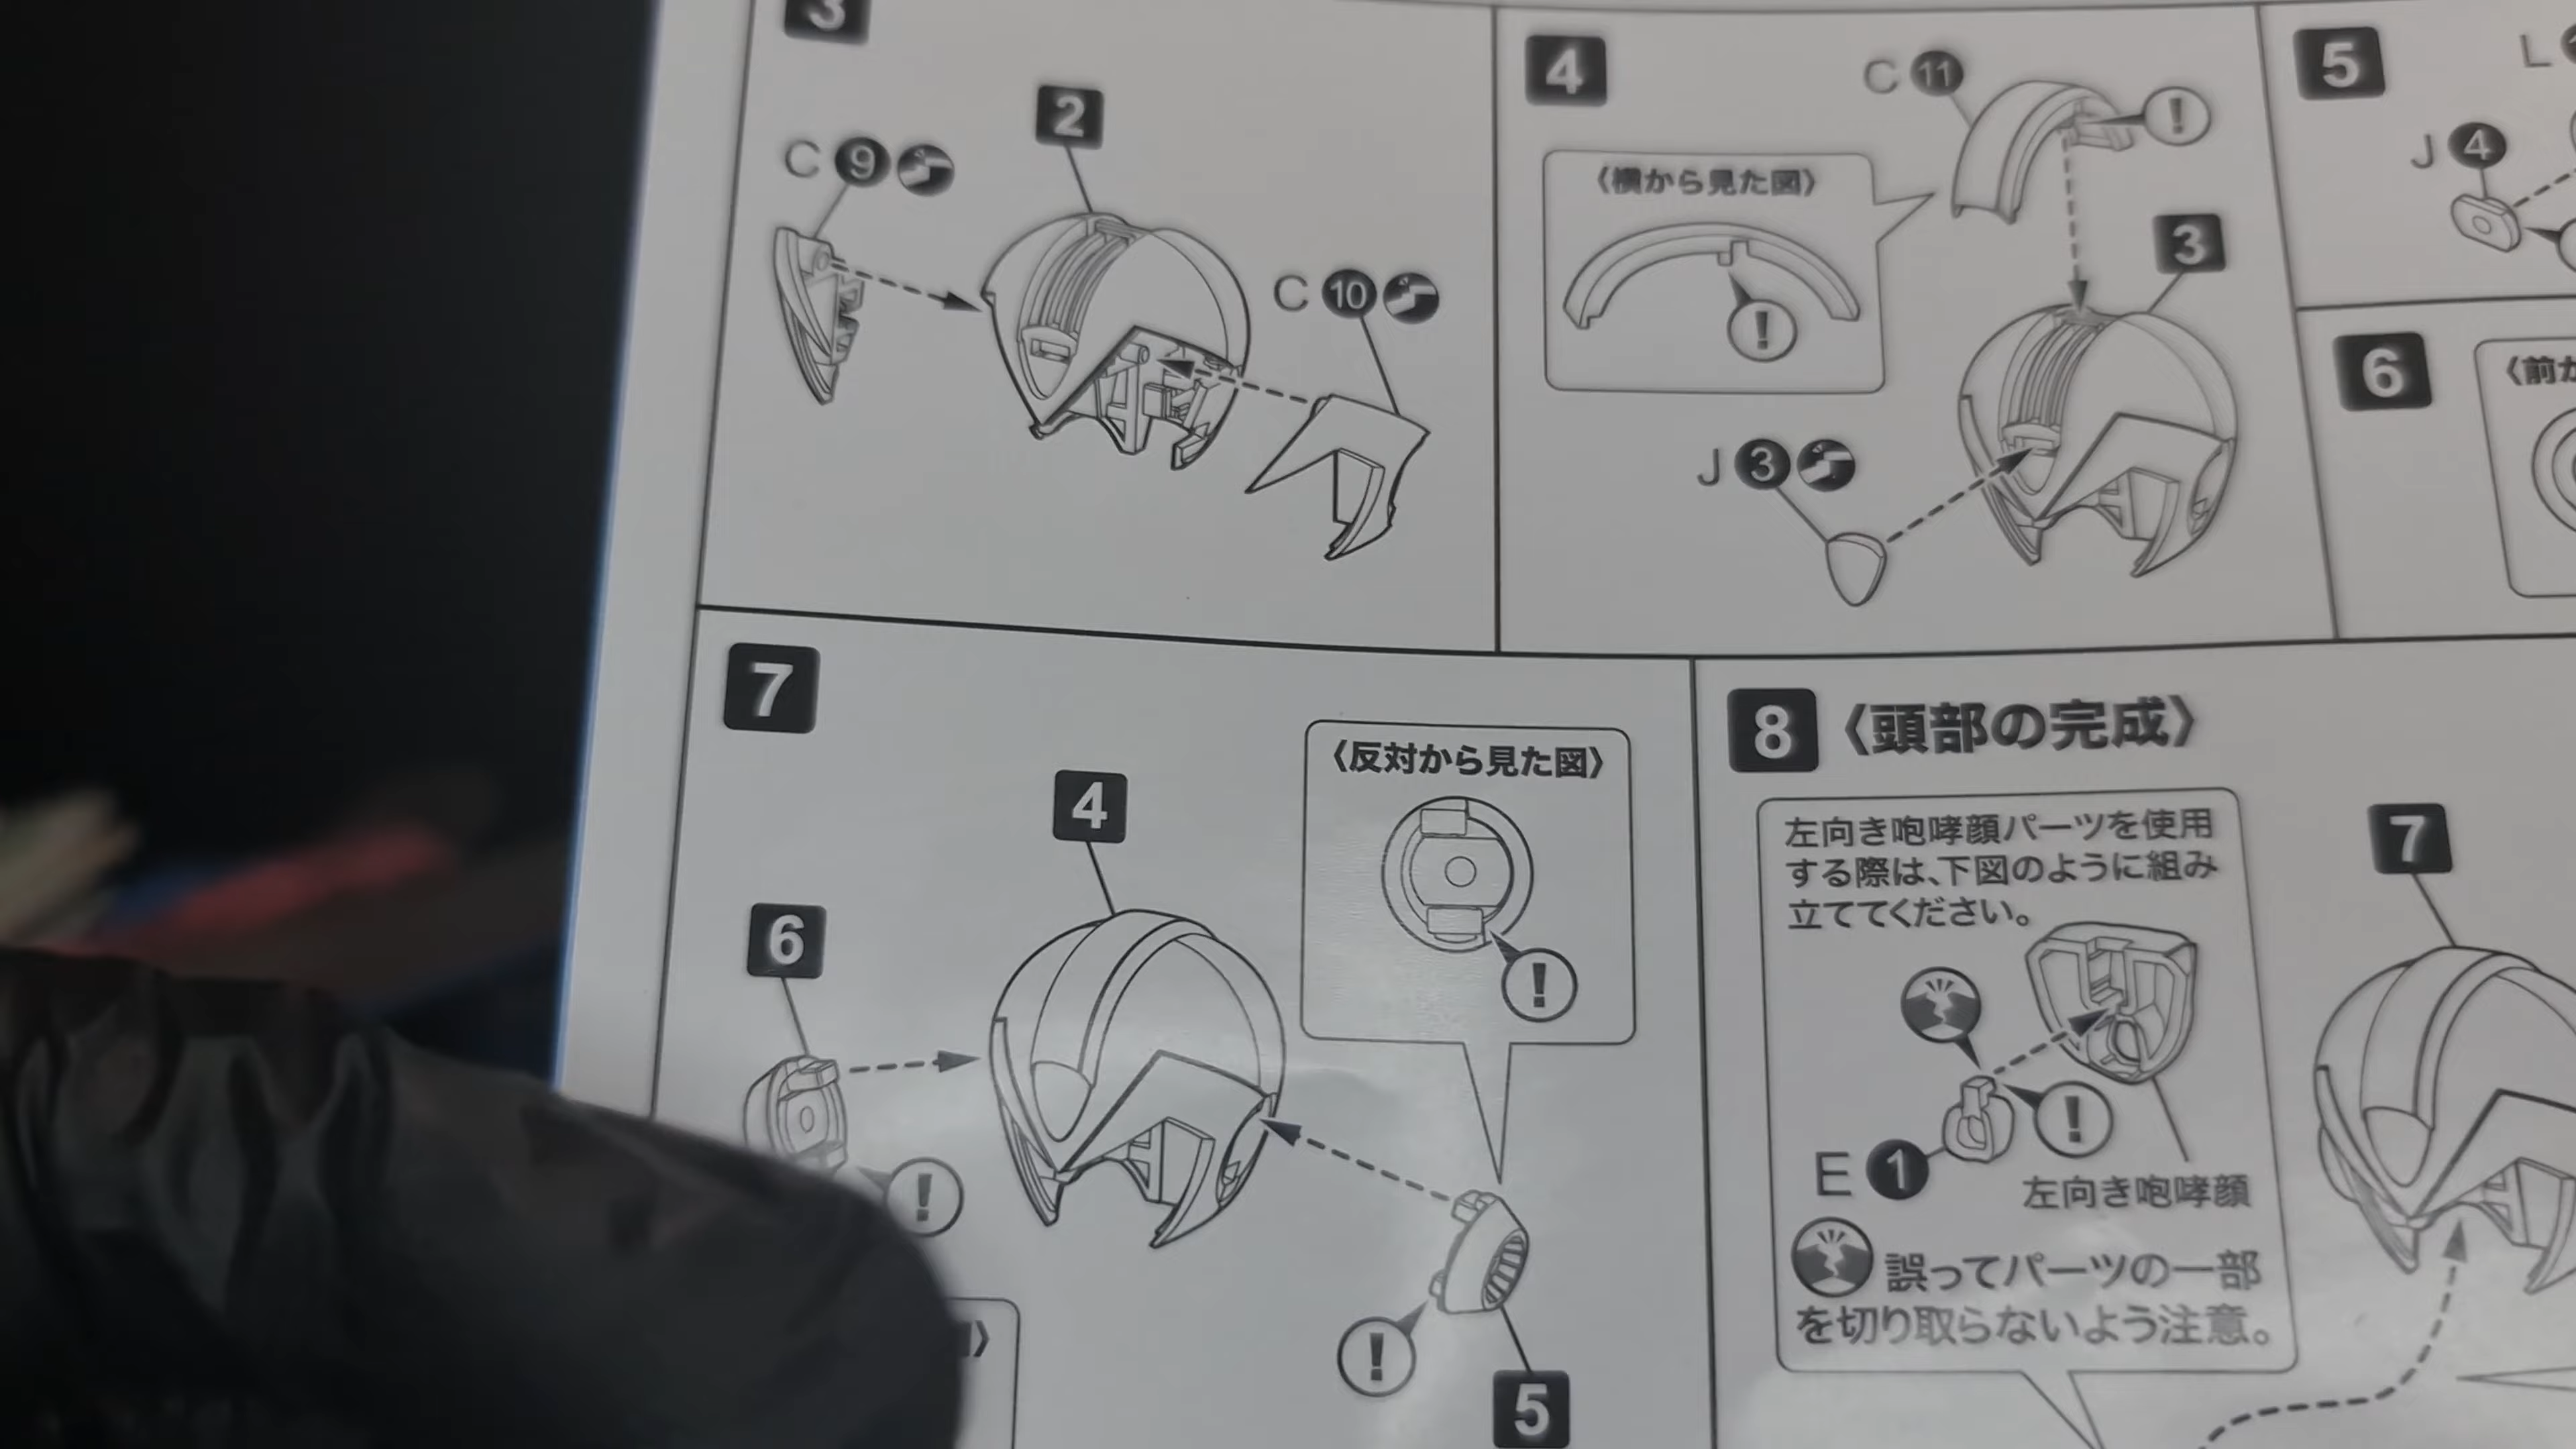 3
2
C 9
C 10
4
C 11
!
〈横から見た図〉
!
3
J 3
5
L
J 4
6
〈前か
7
4
〈反対から見た図〉
!
6
!
!
5
8 〈頭部の完成〉
左向き咆哮顔パーツを使用
する際は、下図のように組み
立ててください。
!
E 1
左向き咆哮顔
誤ってパーツの一部
を切り取らないよう注意。
7